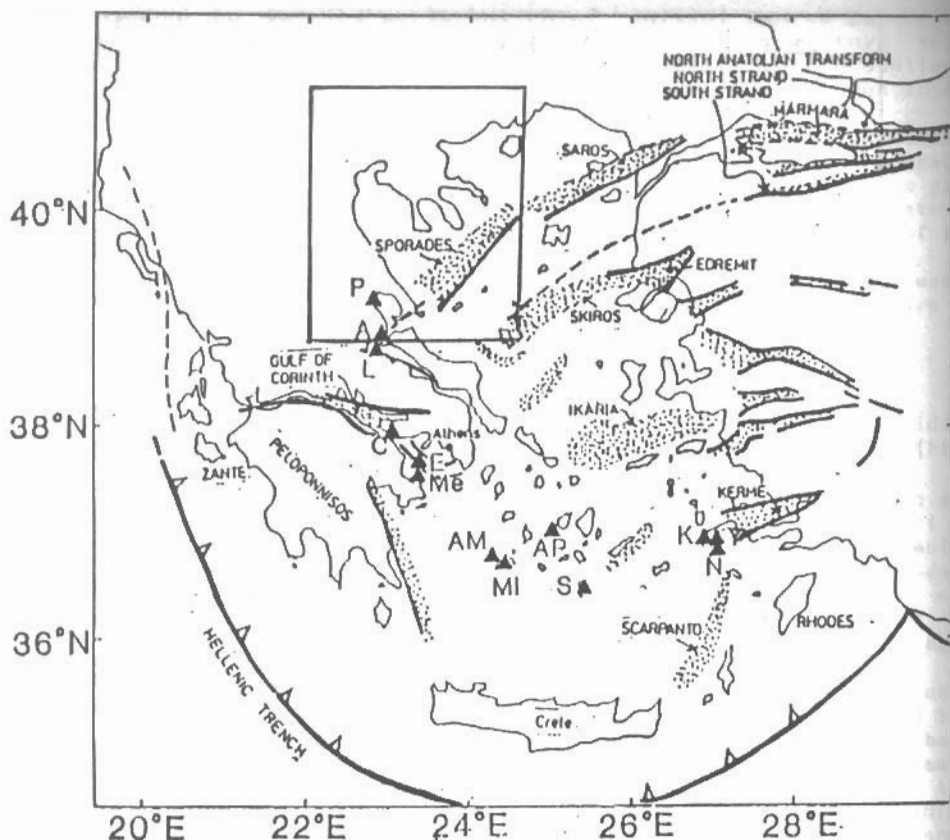 NORTH ANATOLIAN TRANSFORM
NORTH STRAND
SOUTH STRAND
MARMARA
SAROS
40°N
SPORADES
EDREMIT
P
SKIROS
A
L
GULF OF
CORINTH
IKARIA
38°N
Athens
C
E
ZANTE
PELOPONNISOS
Me
KERME
AM
AP
K
Y
MI
S
N
36°N
SCARPANTO
RHODES
HELLENIC TRENCH
Crete
20°E
22°E
24°E
26°E
28°E